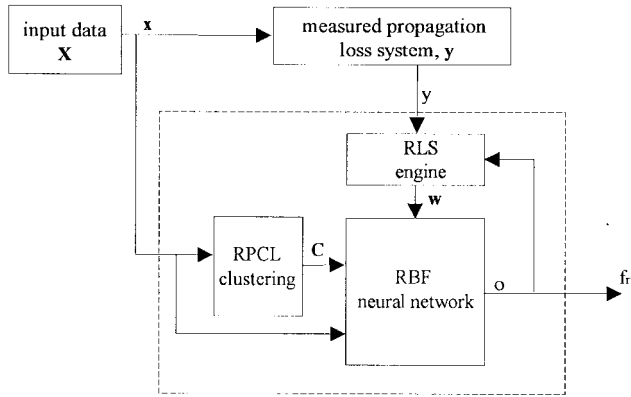 input data
X
x
measured propagation
loss system, y
y
RLS
engine
w
RPCL
clustering
C
RBF
neural network
o
fr